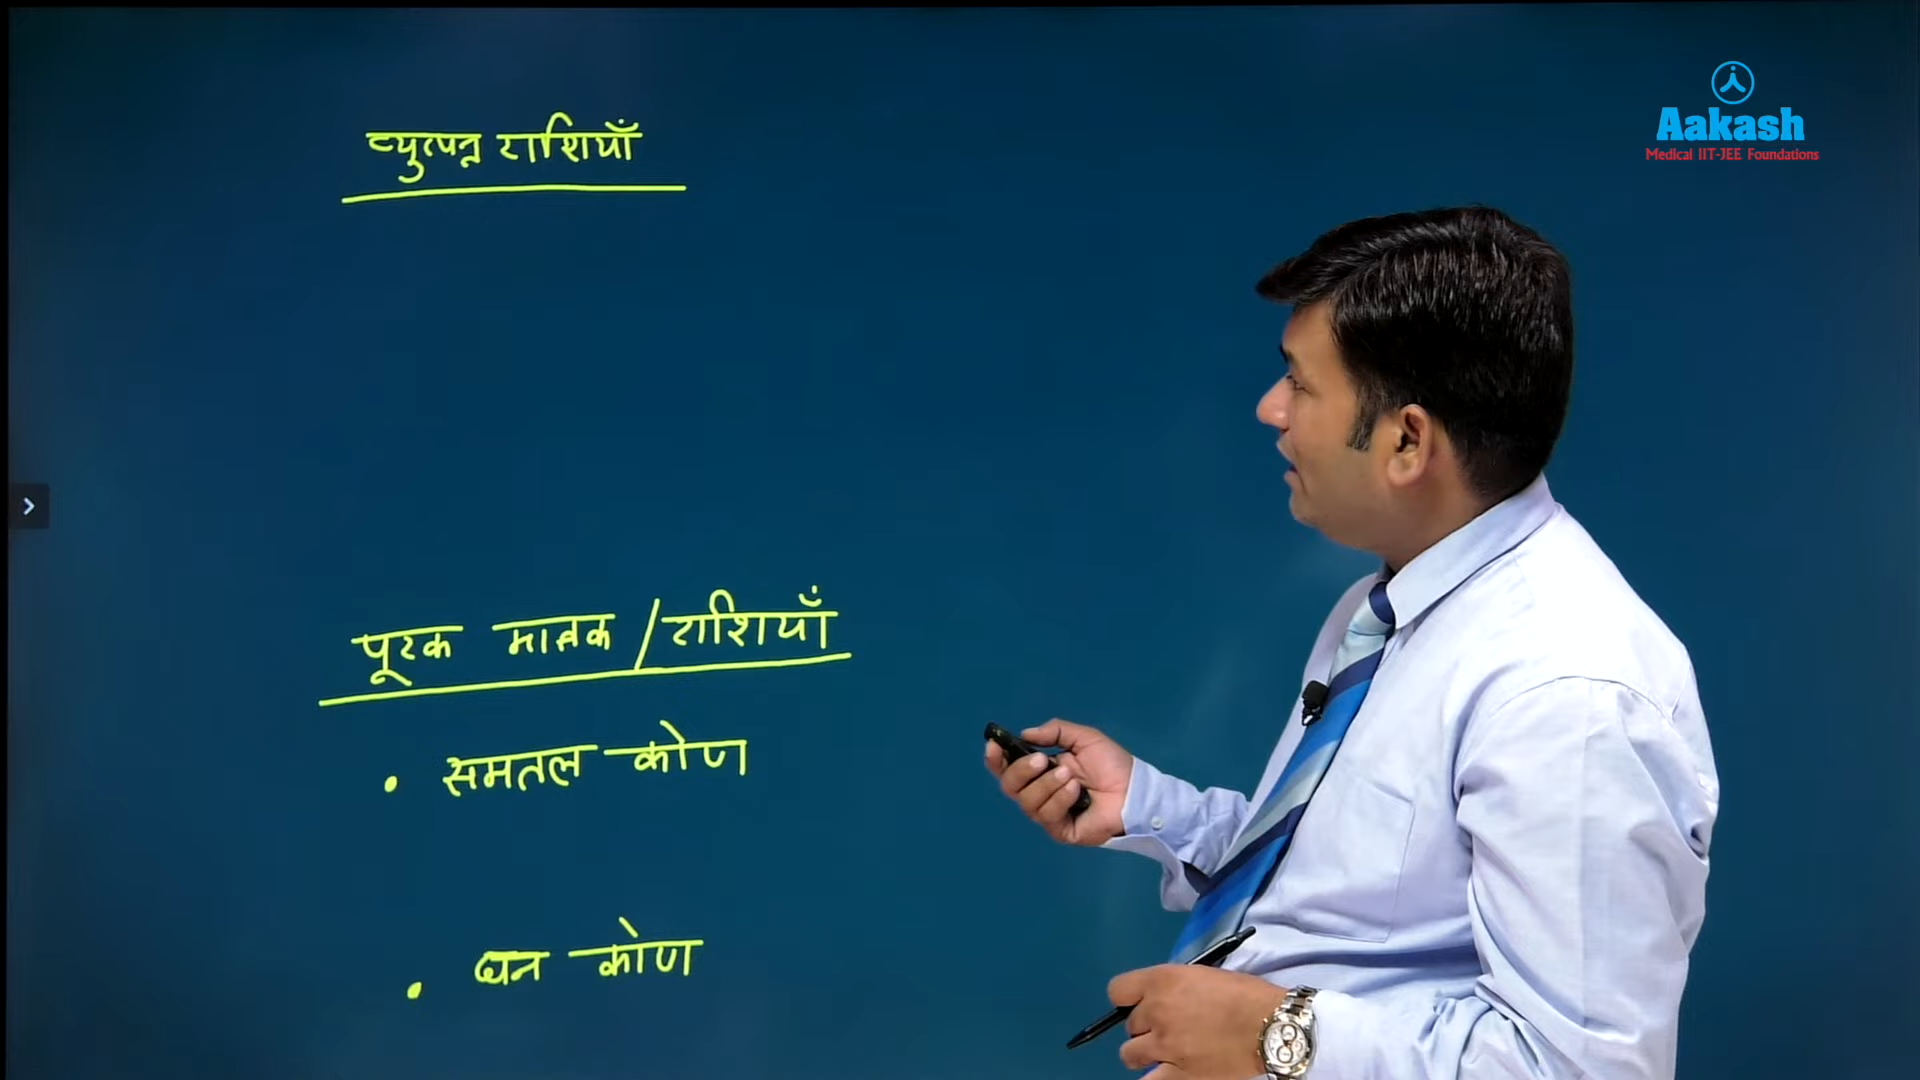 Aakash
Medical IIT-JEE Foundations
व्युत्पन्न राशियाँ
पूरक मात्रक / राशियाँ
• समतल कोण
• घन कोण